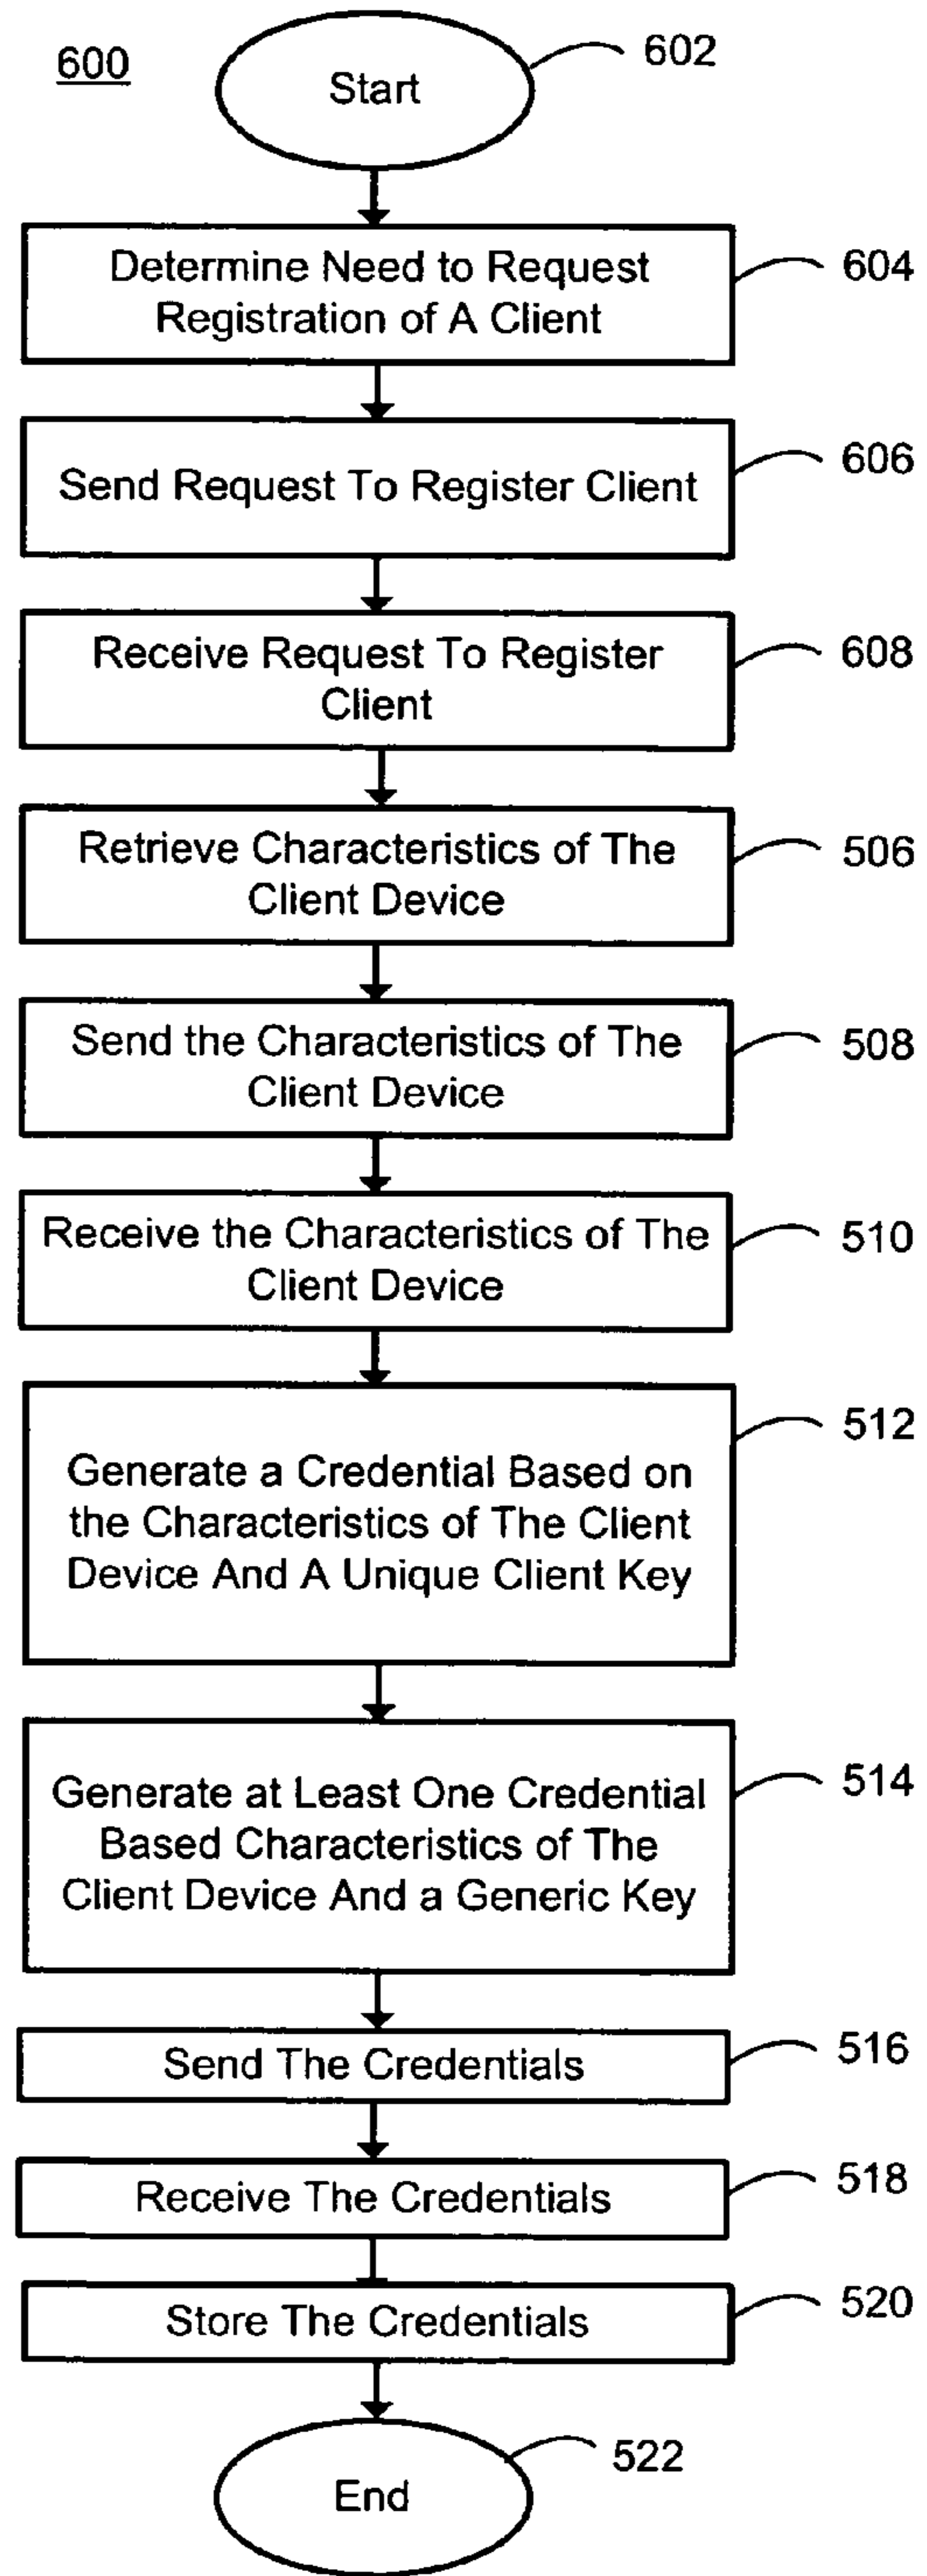 600
Start
602
Determine Need to Request
Registration of A Client
604
Send Request To Register Client
606
Receive Request To Register
Client
608
Retrieve Characteristics of The
Client Device
506
Send the Characteristics of The
Client Device
508
Receive the Characteristics of The
Client Device
510
Generate a Credential Based on
the Characteristics of The Client
Device And A Unique Client Key
512
Generate at Least One Credential
Based Characteristics of The
Client Device And a Generic Key
514
Send The Credentials
516
Receive The Credentials
518
Store The Credentials
520
End
522